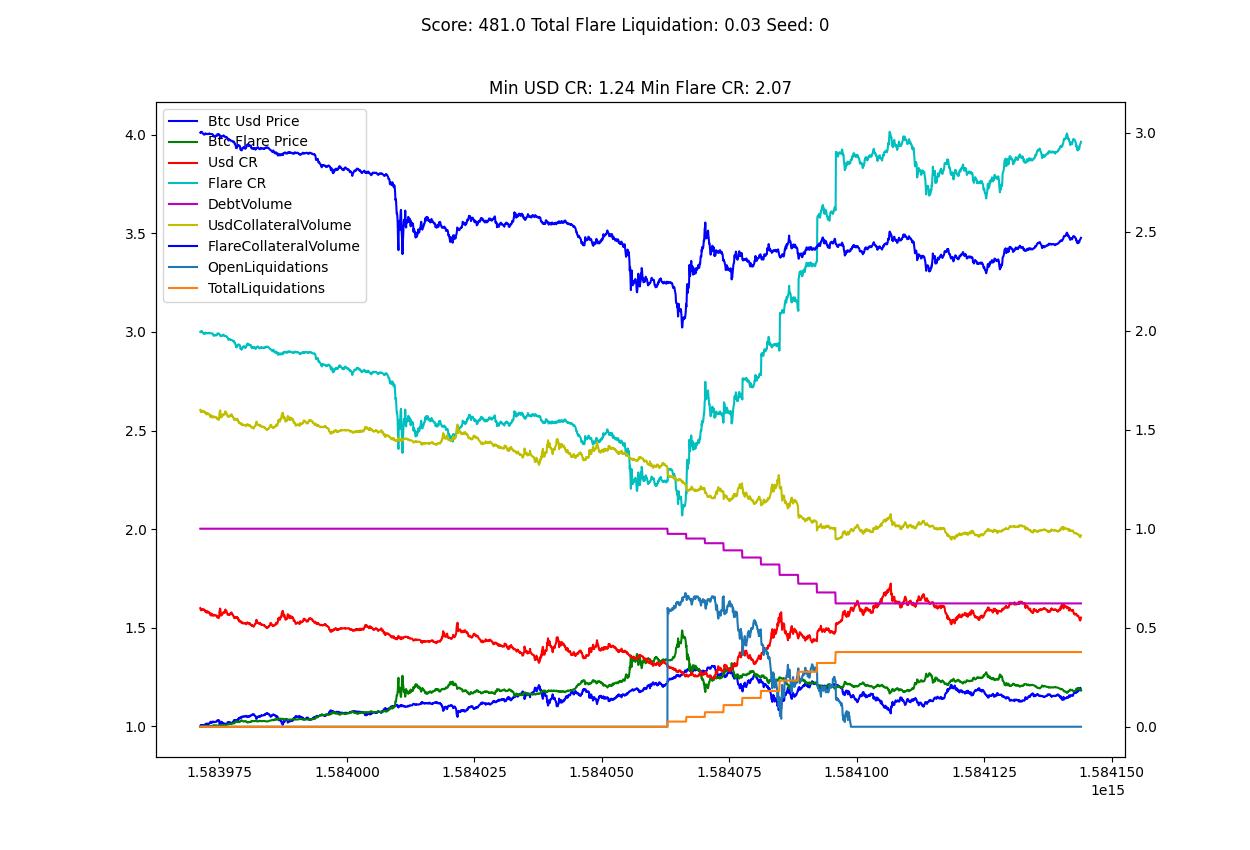 Score: 481.0 Total Flare Liquidation: 0.03 Seed: 0
Min USD CR: 1.24 Min Flare CR: 2.07
Btc Usd Price
Btc Flare Price
Usd CR
Flare CR
DebtVolume
UsdCollateralVolume
FlareCollateralVolume
OpenLiquidations
TotalLiquidations
4.0
3.5
3.0
2.5
2.0
1.5
1.0
3.0
2.5
2.0
1.5
1.0
0.5
0.0
1.583975 1.584000 1.584025 1.584050 1.584075 1.584100 1.584125 1.584150
1e15